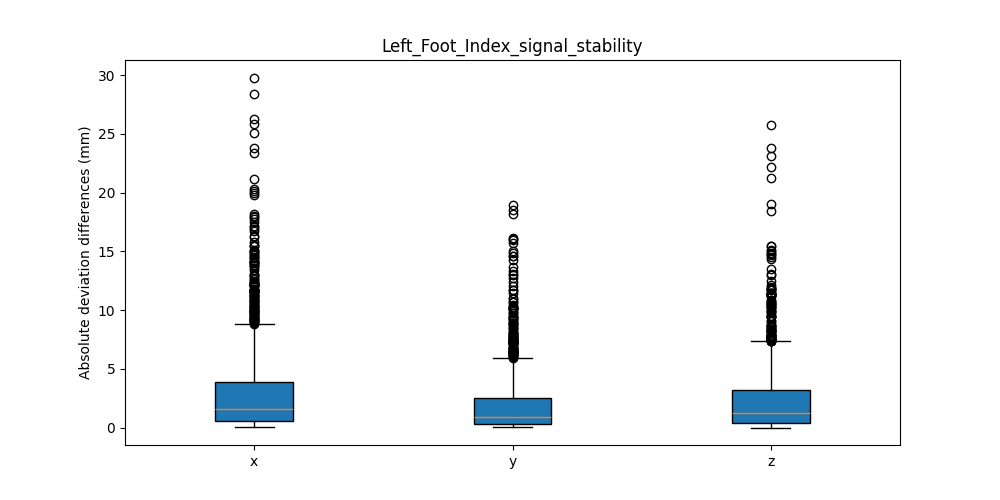 Left_Foot_Index_signal_stability
Absolute deviation differences (mm)
30
25
20
15
10
5
0
x
y
z